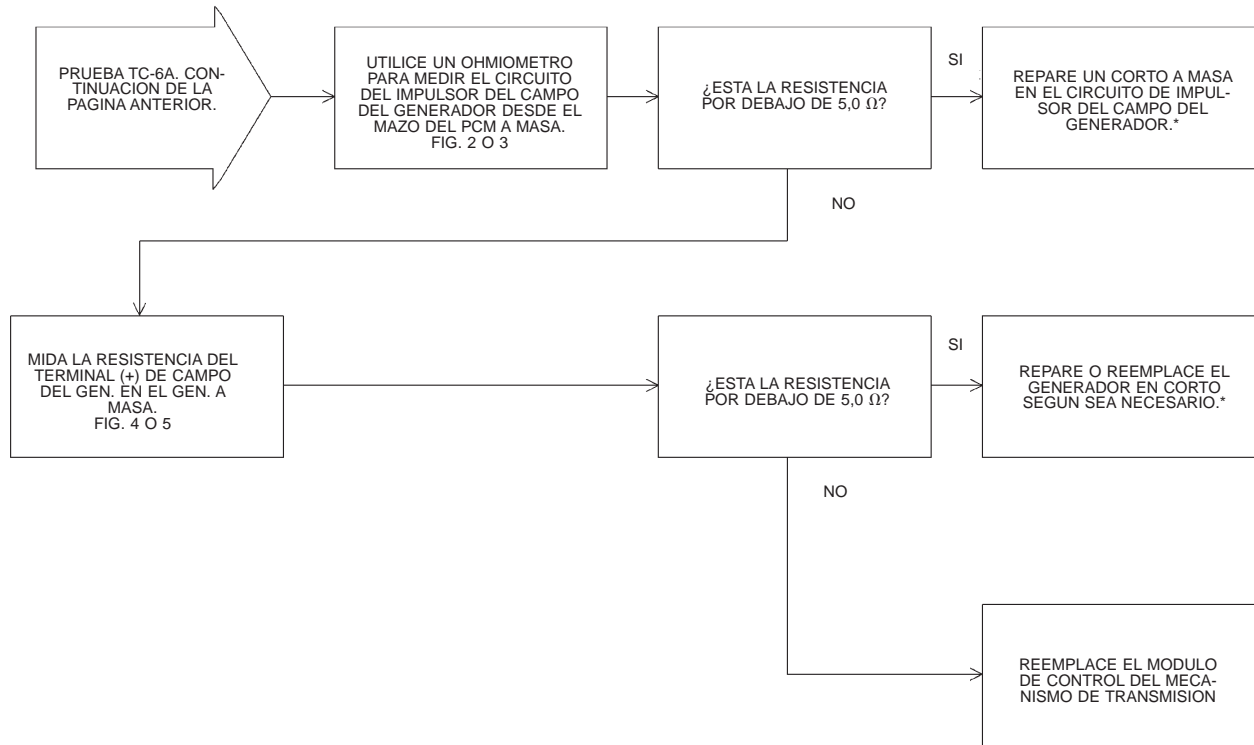 PRUEBA TC-6A. CON-
TINUACION DE LA
PAGINA ANTERIOR.
UTILICE UN OHMIOMETRO
PARA MEDIR EL CIRCUITO
DEL IMPULSOR DEL CAMPO
DEL GENERADOR DESDE EL
MAZO DEL PCM A MASA.
FIG. 2 O 3
¿ESTA LA RESISTENCIA
POR DEBAJO DE 5,0 Ω?
SI
REPARE UN CORTO A MASA
EN EL CIRCUITO DE IMPUL-
SOR DEL CAMPO DEL
GENERADOR.*
NO
MIDA LA RESISTENCIA DEL
TERMINAL (+) DE CAMPO
DEL GEN. EN EL GEN. A
MASA.
FIG. 4 O 5
¿ESTA LA RESISTENCIA
POR DEBAJO DE 5,0 Ω?
SI
REPARE O REEMPLACE EL
GENERADOR EN CORTO
SEGUN SEA NECESARIO.*
NO
REEMPLACE EL MODULO
DE CONTROL DEL MECA-
NISMO DE TRANSMISION